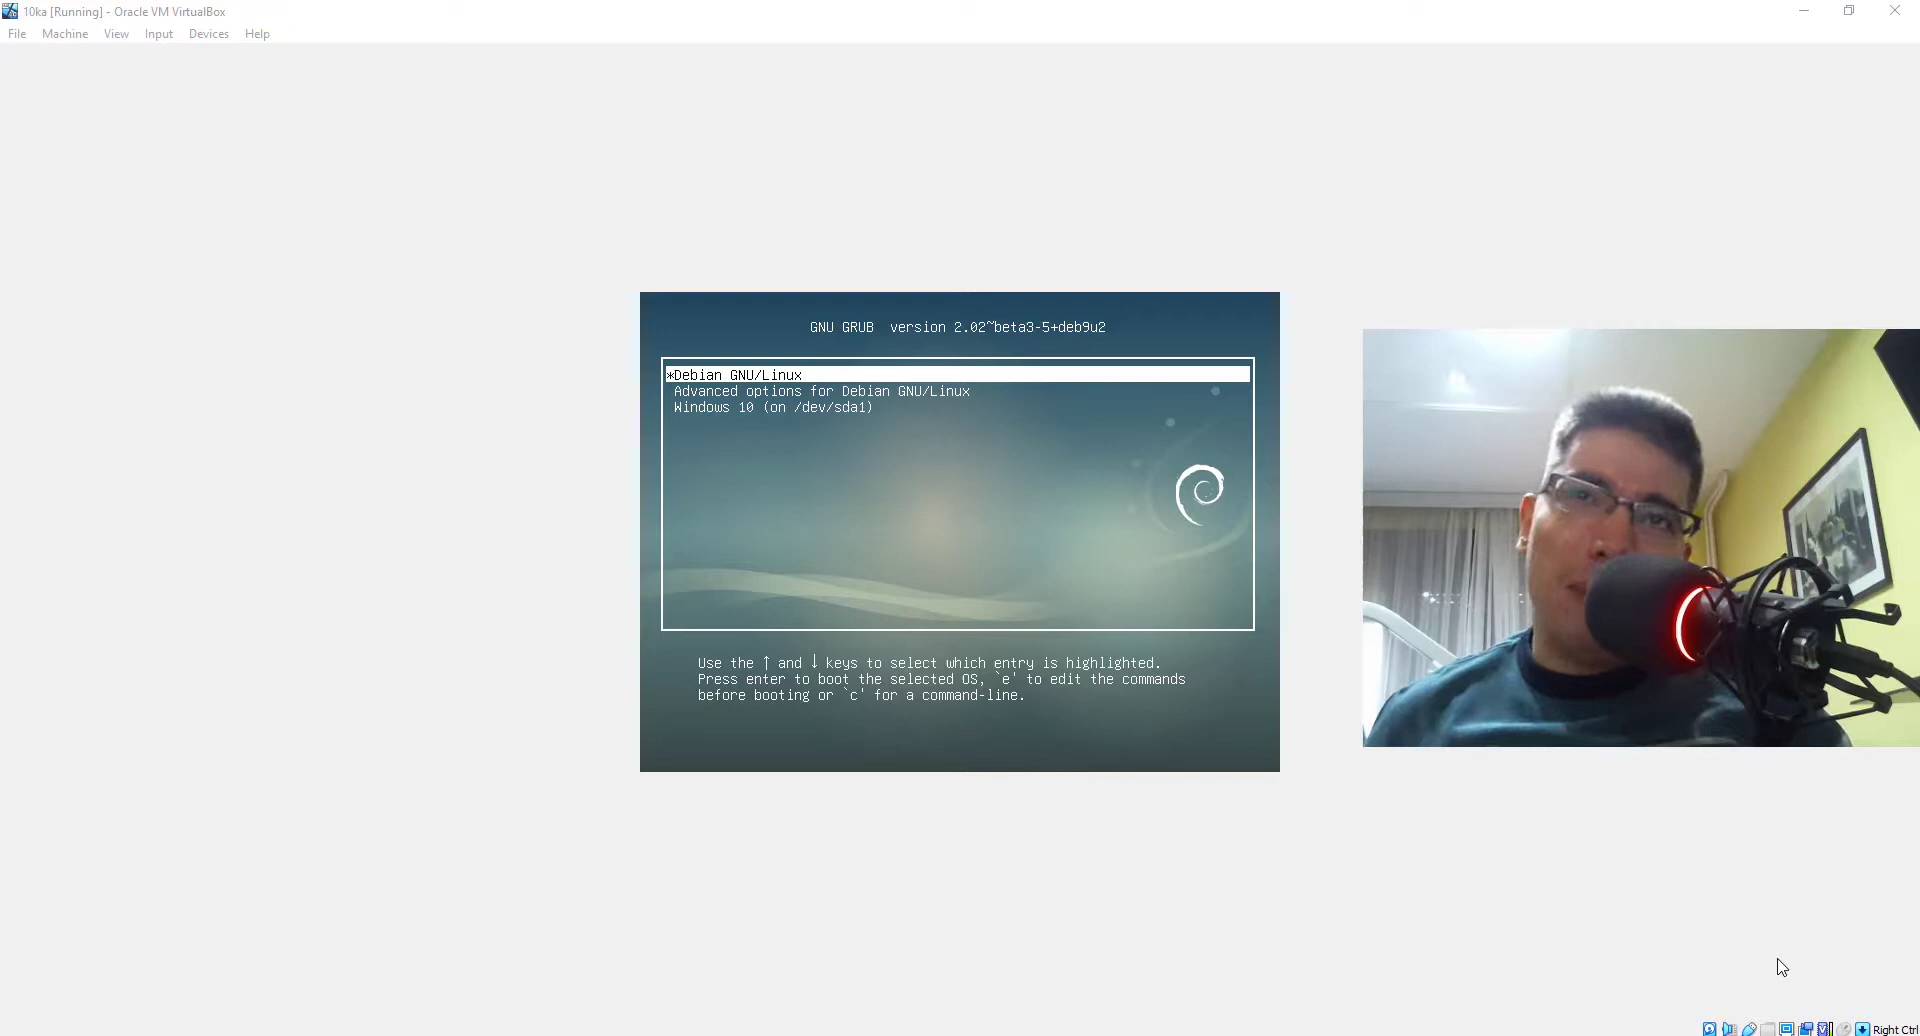 10ka [Running] - Oracle VM VirtualBox
File Machine View Input Devices Help
GNU GRUB version 2.02~beta3-5+deb9u2
*Debian GNU/Linux
Advanced options for Debian GNU/Linux
Windows 10 (on /dev/sda1)
Use the ↑ and ↓ keys to select which entry is highlighted.
Press enter to boot the selected OS, `e' to edit the commands
before booting or `c' for a command-line.
Right Ctrl